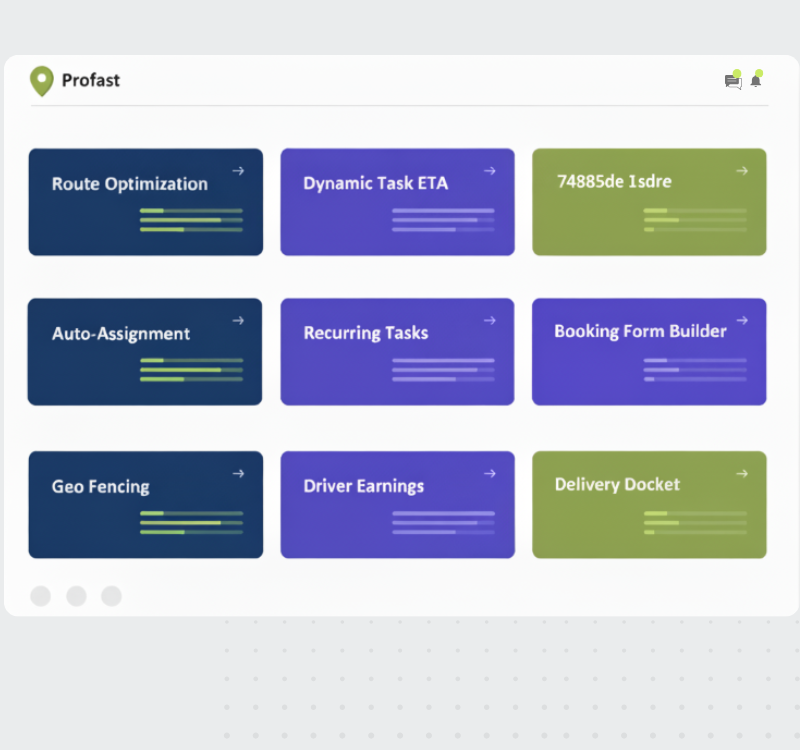 Profast
Route Optimization
Dynamic Task ETA
74885de 1sdre
Auto-Assignment
Recurring Tasks
Booking Form Builder
Geo Fencing
Driver Earnings
Delivery Docket